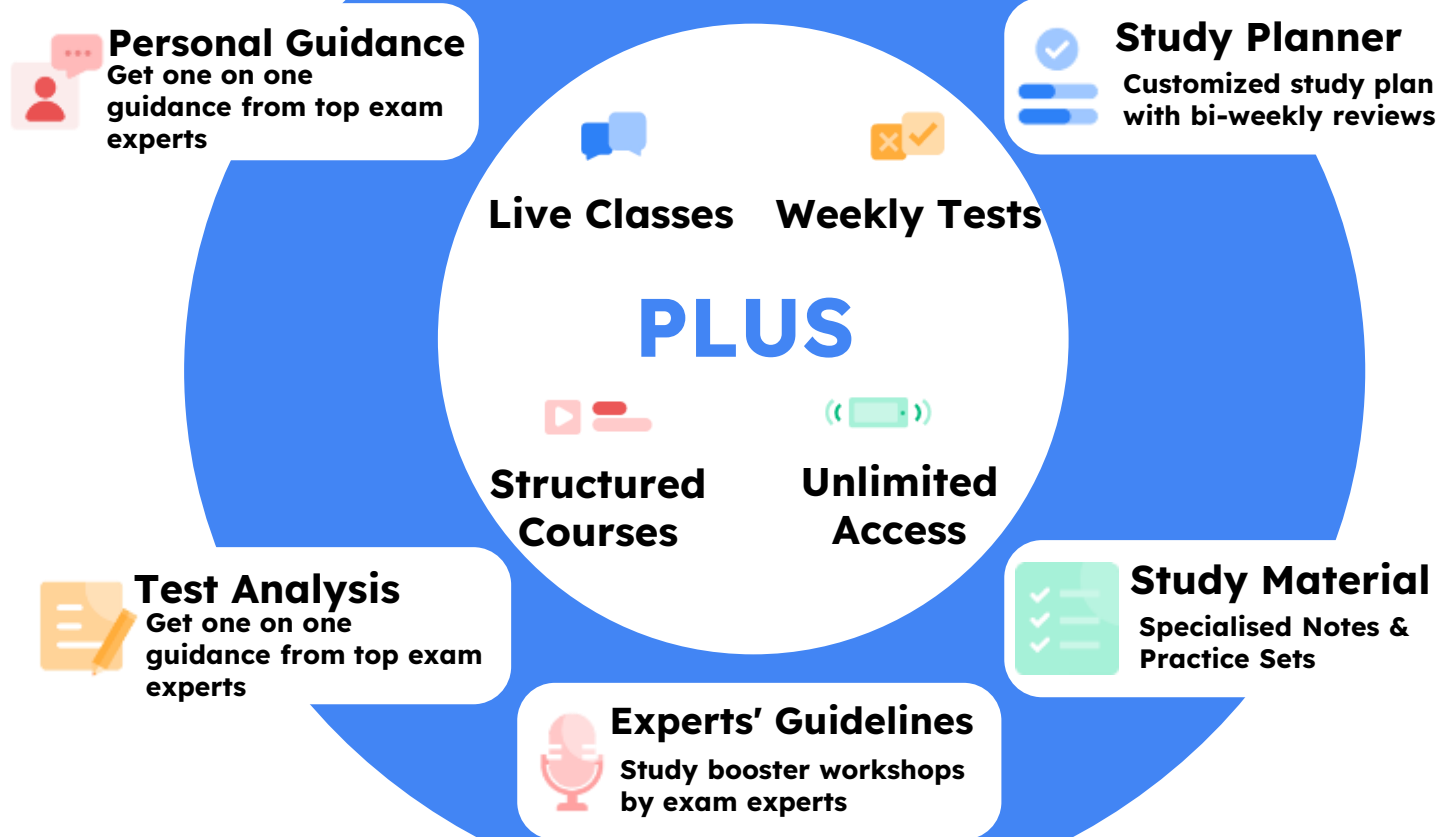 Personal Guidance
Get one on one
guidance from top exam
experts
Study Planner
Customized study plan
with bi-weekly reviews
Live Classes
Weekly Tests
PLUS
Structured
Courses
Unlimited
Access
Test Analysis
Get one on one
guidance from top exam
experts
Study Material
Specialised Notes &
Practice Sets
Experts' Guidelines
Study booster workshops
by exam experts